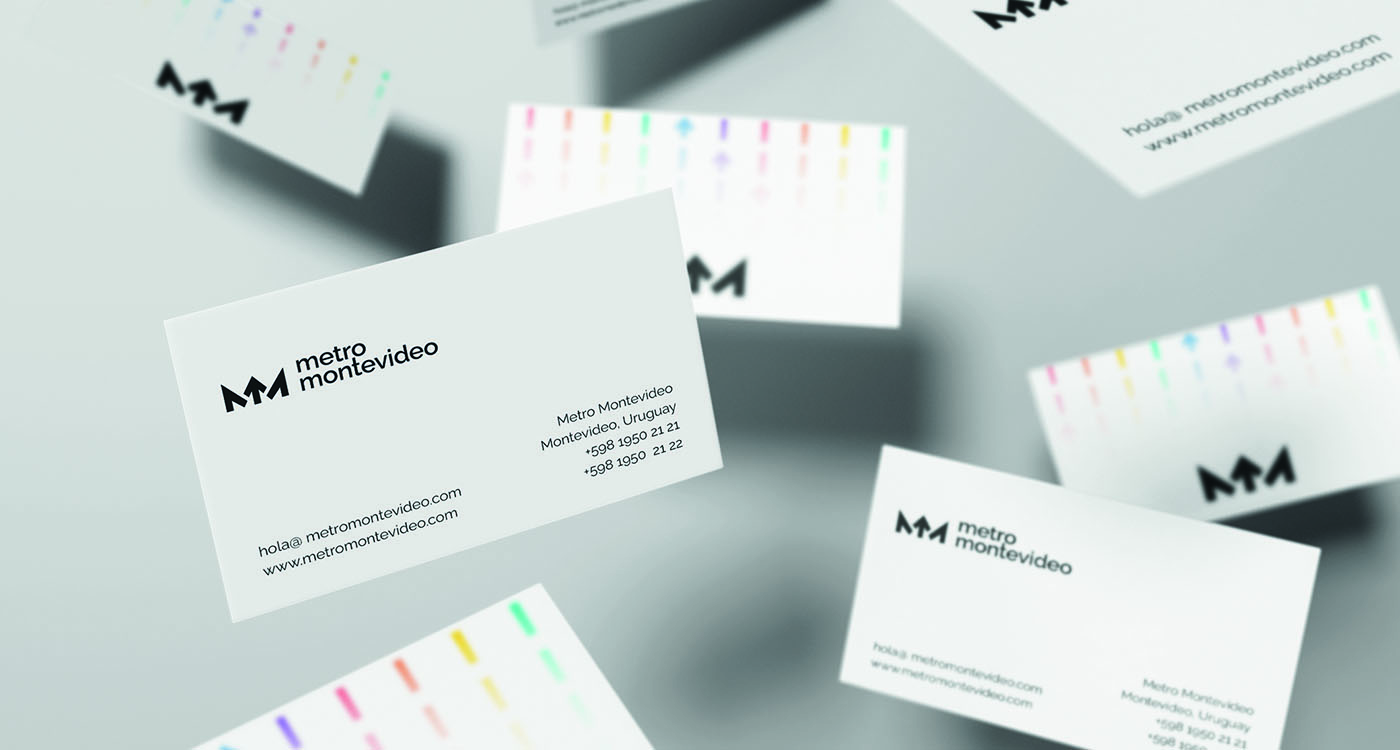 hola@ metromontevideo.com
www.metromontevideo.com
metro
montevideo
Metro Montevideo
Montevideo, Uruguay
+598 1950 21 21
+598 1950  21 22
hola@ metromontevideo.com
www.metromontevideo.com
metro
montevideo
hola@ metromontevideo.com
www.metromontevideo.com
Metro Montevideo
Montevideo, Uruguay
+598 1950 21 21
+598 1950